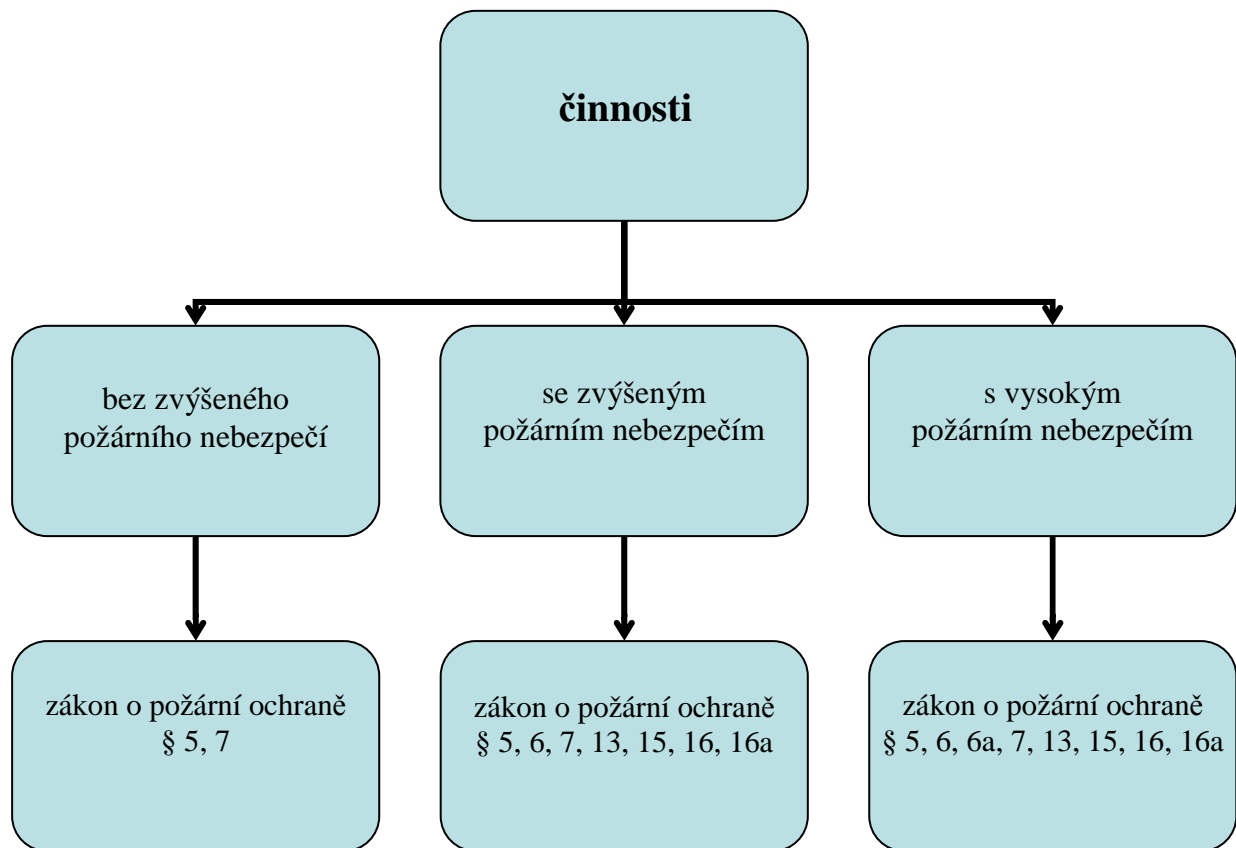 činnosti
bez zvýšeného
požárního nebezpečí
se zvýšeným
požárním nebezpečím
s vysokým
požárním nebezpečím
zákon o požární ochraně
§ 5, 7
zákon o požární ochraně
§ 5, 6, 7, 13, 15, 16, 16a
zákon o požární ochraně
§ 5, 6, 6a, 7, 13, 15, 16, 16a